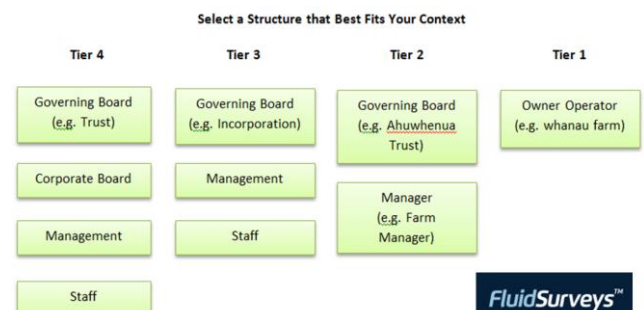 Select a Structure that Best Fits Your Context
Tier 4
Tier 3
Tier 2
Tier 1
Governing Board
(e.g. Trust)
Corporate Board
Management
Staff
Governing Board
(e.g. Incorporation)
Management
Staff
Governing Board
(e.g. Ahuwhenua
Trust)
Manager
(e.g. Farm
Manager)
Owner Operator
(e.g. whanau farm)
FluidSurveys™